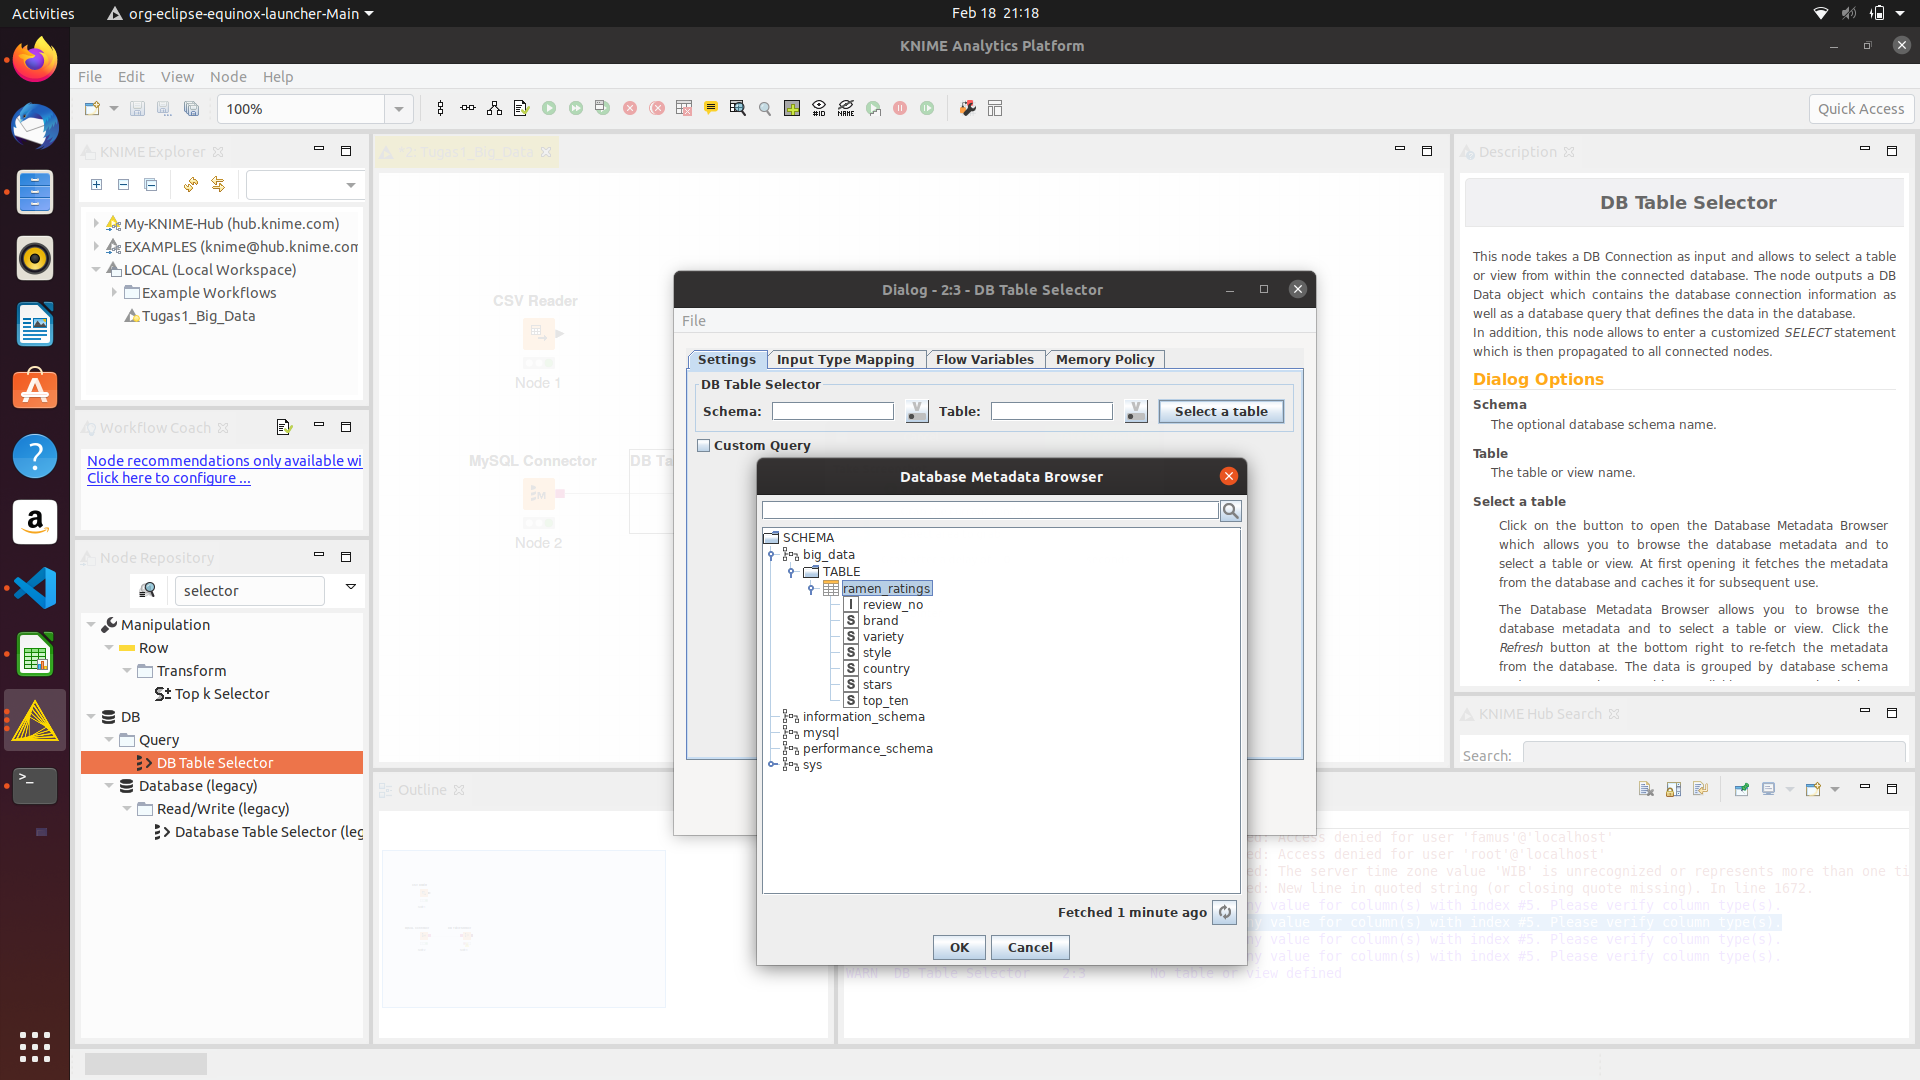 Activities
org-eclipse-equinox-launcher-Main
Feb 18 21:18
KNIME Analytics Platform
File Edit View Node Help
100%
#ID
NAME
Quick Access
KNIME Explorer
My-KNIME-Hub (hub.knime.com)
EXAMPLES (knime@hub.knime.com
LOCAL (Local Workspace)
Example Workflows
Tugas1_Big_Data
Workflow Coach
Node recommendations only available wi
Click here to configure ...
Node Repository
selector
Manipulation
Row
Transform
Top k Selector
DB
Query
DB Table Selector
Database (legacy)
Read/Write (legacy)
Database Table Selector (leg
*2: Tugas1_Big_Data
CSV Reader
Node 1
MySQL Connector
Node 2
DB Ta
Outline
Dialog - 2:3 - DB Table Selector
File
Settings Input Type Mapping Flow Variables Memory Policy
DB Table Selector
Schema: Table: Select a table
Custom Query
Database Metadata Browser
SCHEMA
big_data
TABLE
ramen_ratings
I review_no
S brand
S variety
S style
S country
S stars
S top_ten
information_schema
mysql
performance_schema
sys
Fetched 1 minute ago
OK Cancel
Description
DB Table Selector
This node takes a DB Connection as input and allows to select a table
or view from within the connected database. The node outputs a DB
Data object which contains the database connection information as
well as a database query that defines the data in the database.
In addition, this node allows to enter a customized SELECT statement
which is then propagated to all connected nodes.
Dialog Options
Schema
The optional database schema name.
Table
The table or view name.
Select a table
Click on the button to open the Database Metadata Browser
which allows you to browse the database metadata and to
select a table or view. At first opening it fetches the metadata
from the database and caches it for subsequent use.
The Database Metadata Browser allows you to browse the
database metadata and to select a table or view. Click the
Refresh button at the bottom right to re-fetch the metadata
from the database. The data is grouped by database schema
KNIME Hub Search
Search:
ed: Access denied for user 'famus'@'localhost'
ed: Access denied for user 'root'@'localhost'
ed: The server time zone value 'WIB' is unrecognized or represents more than one ti
ed: New line in quoted string (or closing quote missing). In line 1672.
ny value for column(s) with index #5. Please verify column type(s).
ny value for column(s) with index #5. Please verify column type(s).
ny value for column(s) with index #5. Please verify column type(s).
ny value for column(s) with index #5. Please verify column type(s).
WARN DB Table Selector 2:3 No table or view defined